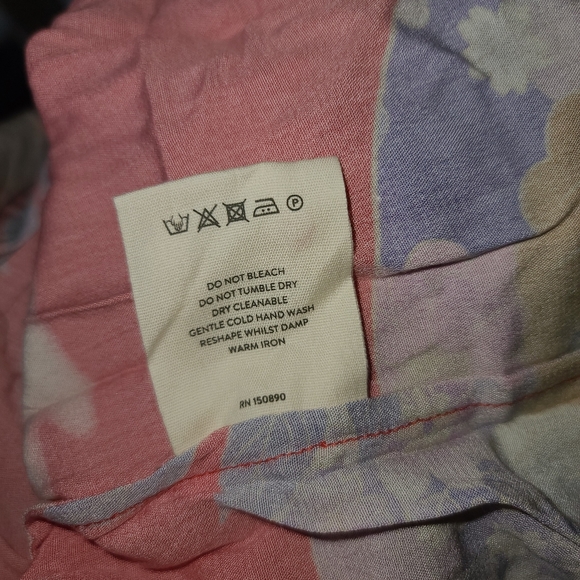 P
DO NOT BLEACH
DO NOT TUMBLE DRY
DRY CLEANABLE
GENTLE COLD HAND WASH
RESHAPE WHILST DAMP
WARM IRON
RN 150890